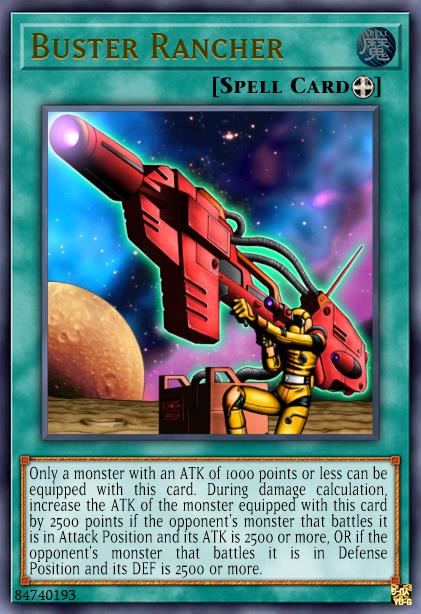 BUSTER RANCHER
魔
[SPELL CARD]
Only a monster with an ATK of 1000 points or less can be
equipped with this card. During damage calculation,
increase the ATK of the monster equipped with this card
by 2500 points if the opponent's monster that battles it
is in Attack Position and its ATK is 2500 or more, OR if the
opponent's monster that battles it is in Defense
Position and its DEF is 2500 or more.
84740193